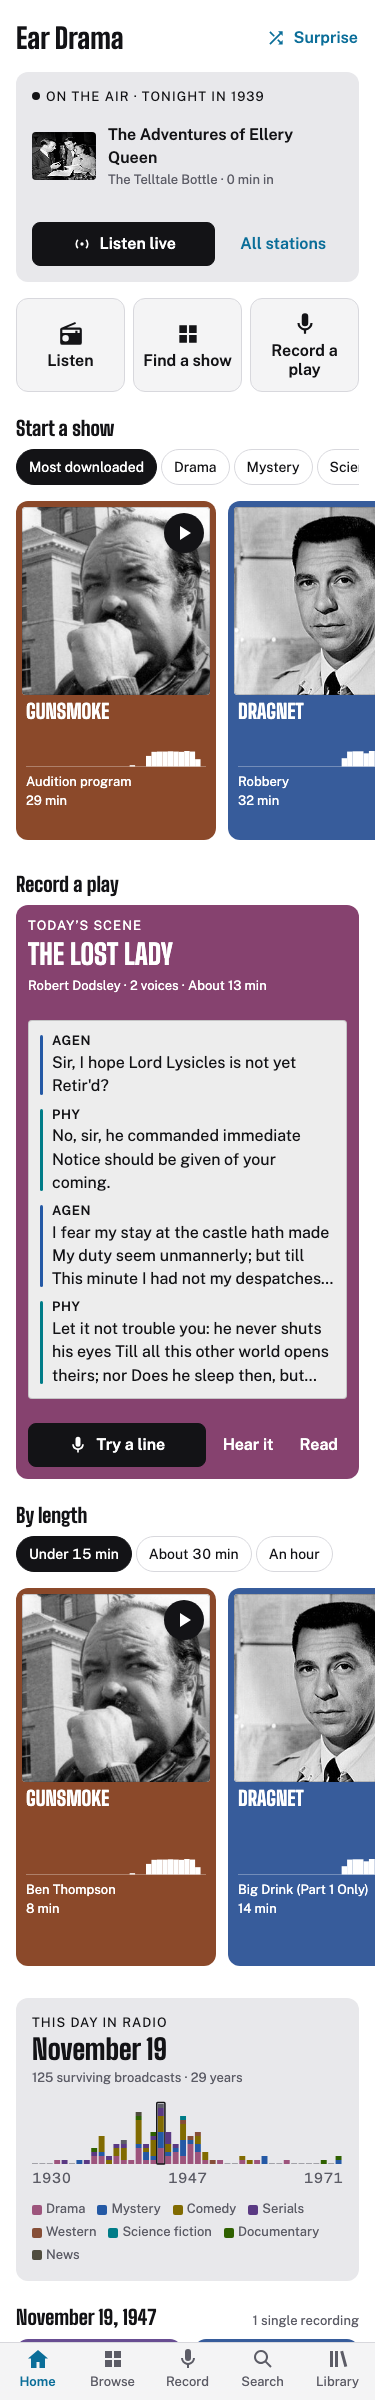 Ear Drama
Surprise
ON THE AIR · TONIGHT IN 1939
The Adventures of Ellery
Queen
The Telltale Bottle · 0 min in
Listen live
All stations
Listen
Find a show
Record a
play
Start a show
Most downloaded
Drama
Mystery
Scie
GUNSMOKE
Audition program
29 min
DRAGNET
Robbery
32 min
Record a play
TODAY'S SCENE
THE LOST LADY
Robert Dodsley · 2 voices · About 13 min
AGEN
Sir, I hope Lord Lysicles is not yet
Retir'd?
PHY
No, sir, he commanded immediate
Notice should be given of your
coming.
AGEN
I fear my stay at the castle hath made
My duty seem unmannerly; but till
This minute I had not my despatches…
PHY
Let it not trouble you: he never shuts
his eyes Till all this other world opens
theirs; nor Does he sleep then, but…
Try a line
Hear it
Read
By length
Under 15 min
About 30 min
An hour
GUNSMOKE
Ben Thompson
8 min
DRAGNET
Big Drink (Part 1 Only)
14 min
THIS DAY IN RADIO
November 19
125 surviving broadcasts · 29 years
1930
1947
1971
Drama
Mystery
Comedy
Serials
Western
Science fiction
Documentary
News
November 19, 1947
1 single recording
Home
Browse
Record
Search
Library